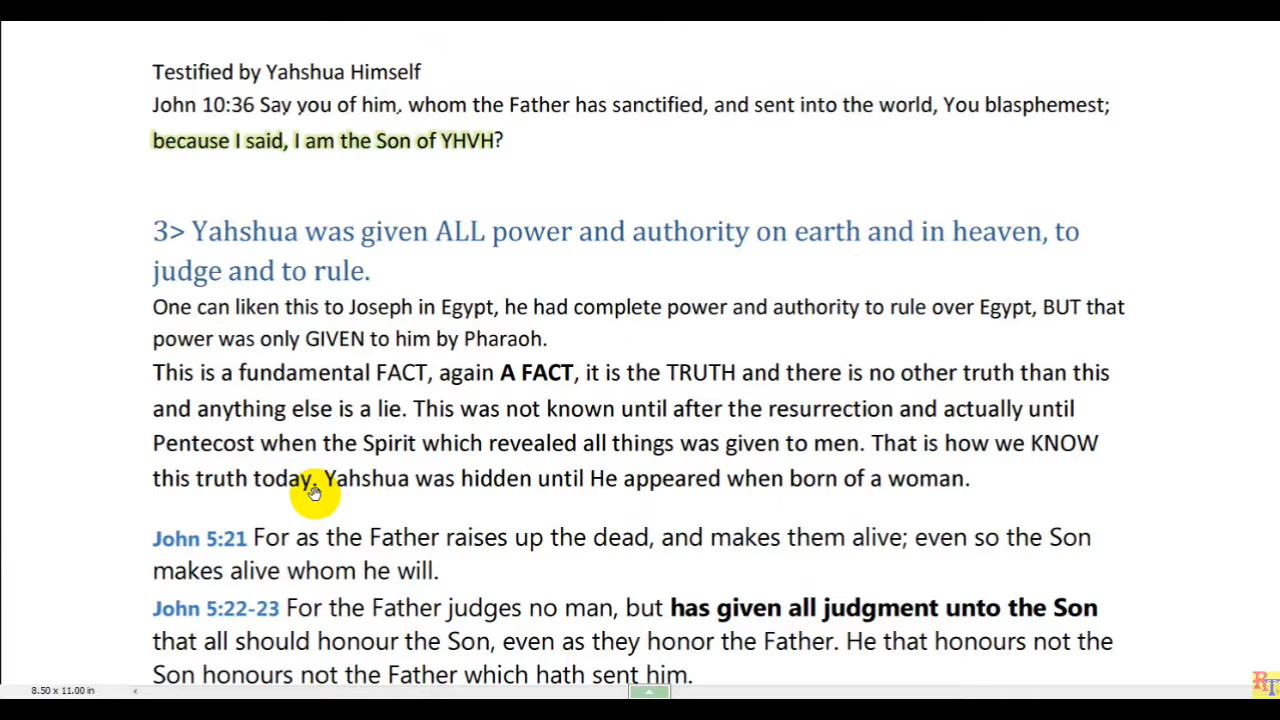 Testified by Yahshua Himself
John 10:36 Say you of him, whom the Father has sanctified, and sent into the world, You blasphemest;
because I said, I am the Son of YHVH?
3> Yahshua was given ALL power and authority on earth and in heaven, to
judge and to rule.
One can liken this to Joseph in Egypt, he had complete power and authority to rule over Egypt, BUT that
power was only GIVEN to him by Pharaoh.
This is a fundamental FACT, again A FACT, it is the TRUTH and there is no other truth than this
and anything else is a lie. This was not known until after the resurrection and actually until
Pentecost when the Spirit which revealed all things was given to men. That is how we KNOW
this truth today. Yahshua was hidden until He appeared when born of a woman.
John 5:21 For as the Father raises up the dead, and makes them alive; even so the Son
makes alive whom he will.
John 5:22-23 For the Father judges no man, but has given all judgment unto the Son
that all should honour the Son, even as they honor the Father. He that honours not the
Son honours not the Father which hath sent him.
8.50 x 11.00 in
RT